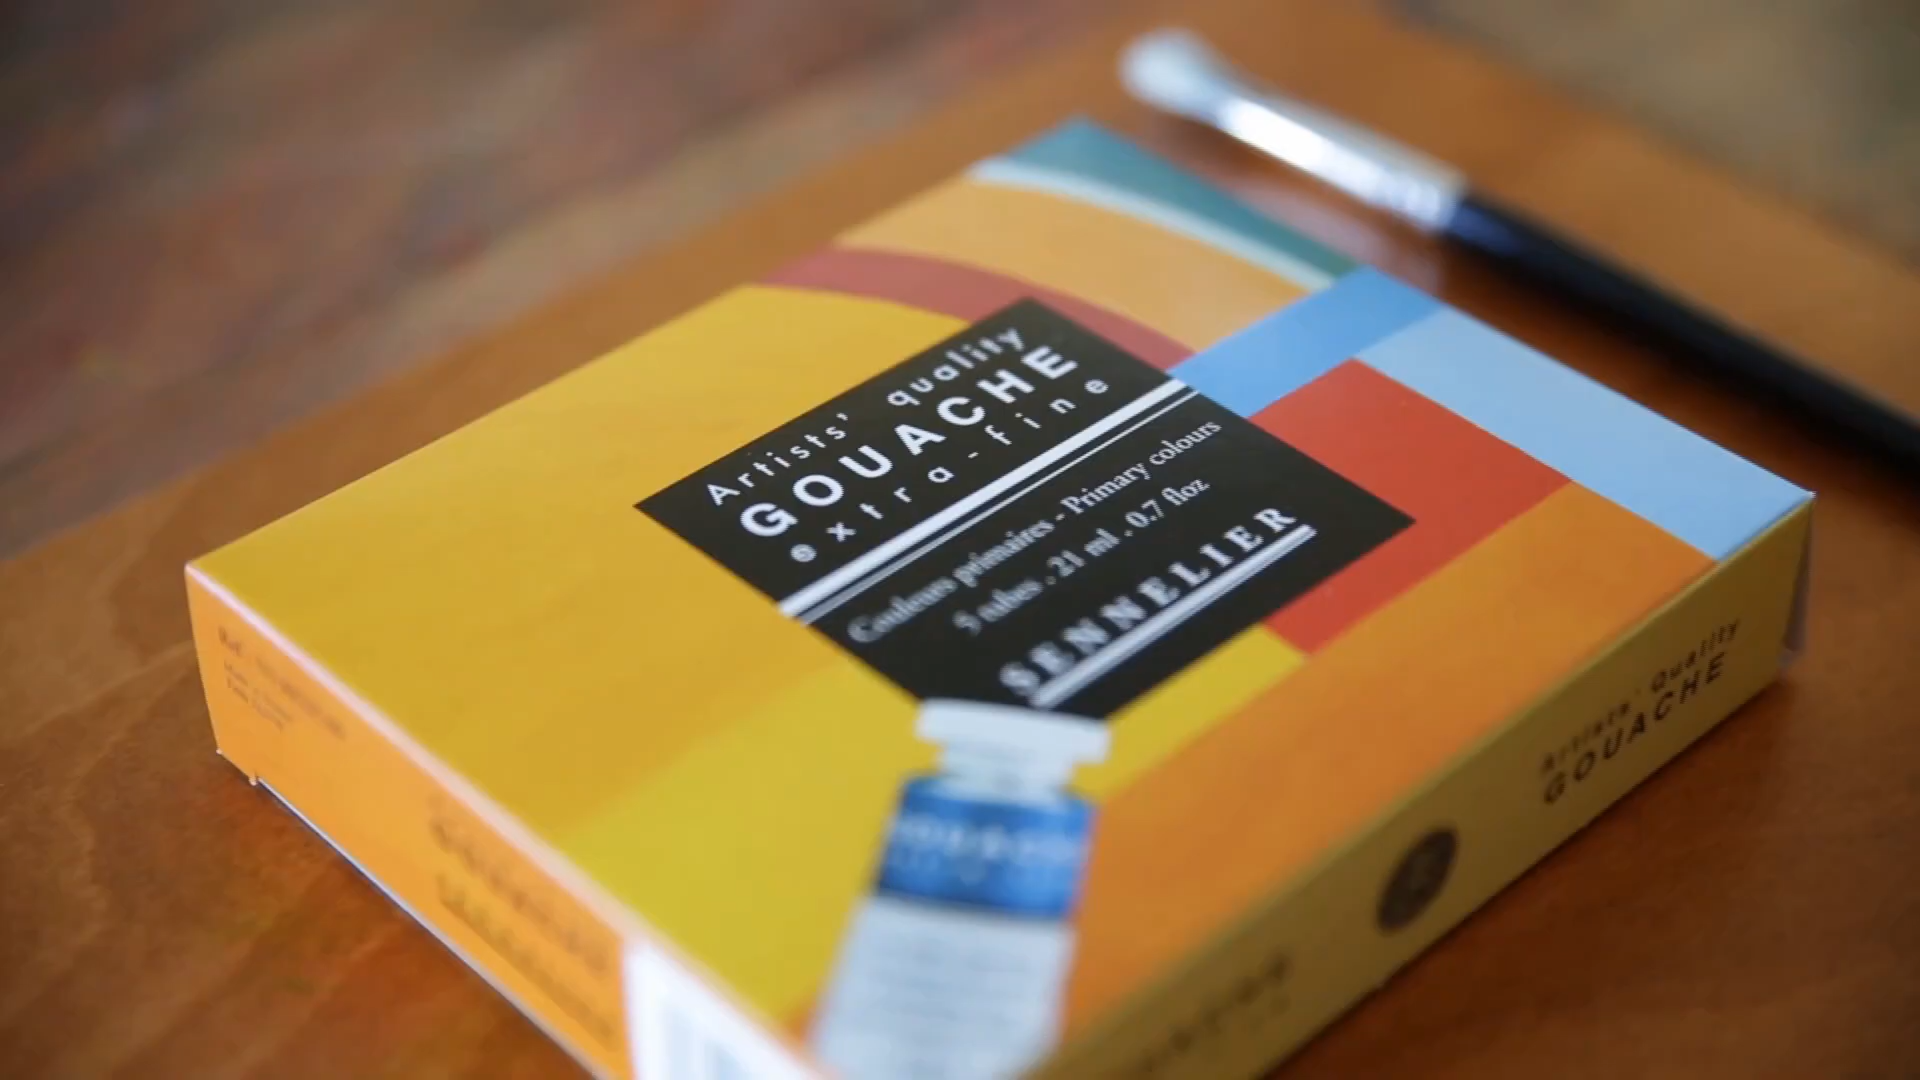 Artists' quality
GOUACHE
extra-fine
Couleurs primaires - Primary colours
5 tubes . 21 ml . 0.7 floz
SENNELIER
Artists' Quality
GOUACHE